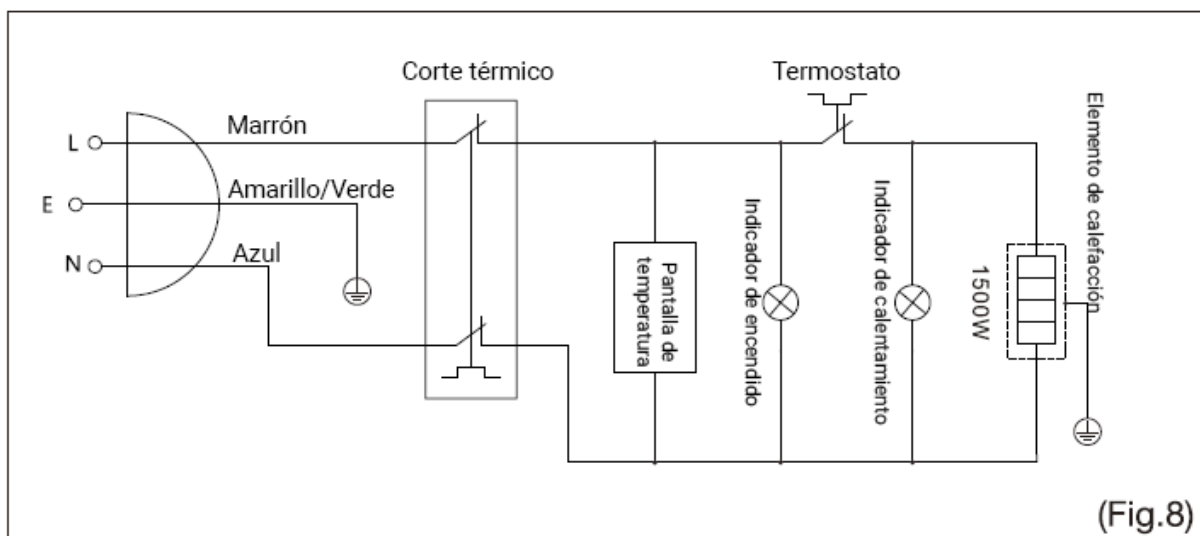 Corte térmico
Termostato
Marrón
L
Amarillo/Verde
E
Azul
N
Pantalla de
temperatura
Indicador de encendido
Indicador de calentamiento
1500W
Elemento de calefacción
(Fig.8)